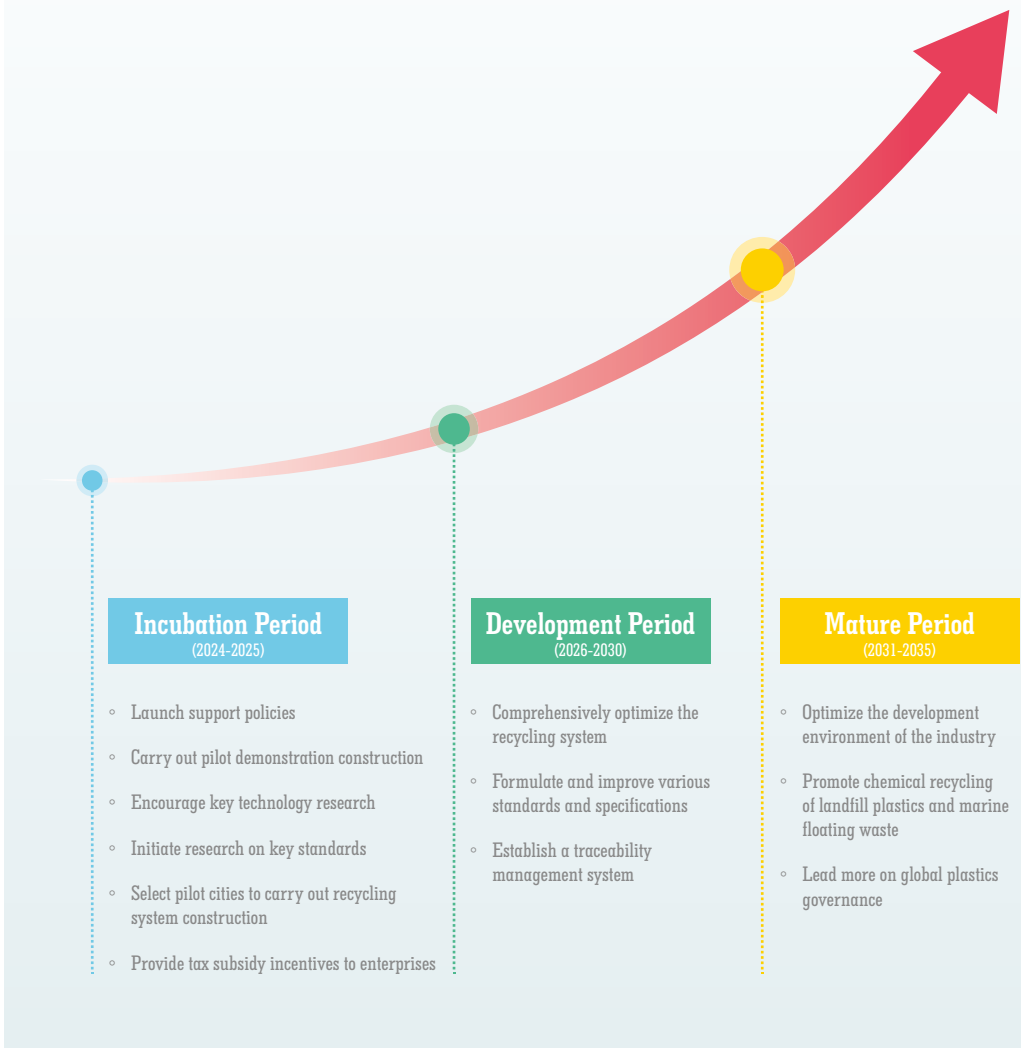 Incubation Period
(2024-2025)
◦ Launch support policies
◦ Carry out pilot demonstration construction
◦ Encourage key technology research
◦ Initiate research on key standards
◦ Select pilot cities to carry out recycling
system construction
◦ Provide tax subsidy incentives to enterprises
Development Period
(2026-2030)
◦ Comprehensively optimize the
recycling system
◦ Formulate and improve various
standards and specifications
◦ Establish a traceability
management system
Mature Period
(2031-2035)
◦ Optimize the development
environment of the industry
◦ Promote chemical recycling
of landfill plastics and marine
floating waste
◦ Lead more on global plastics
governance